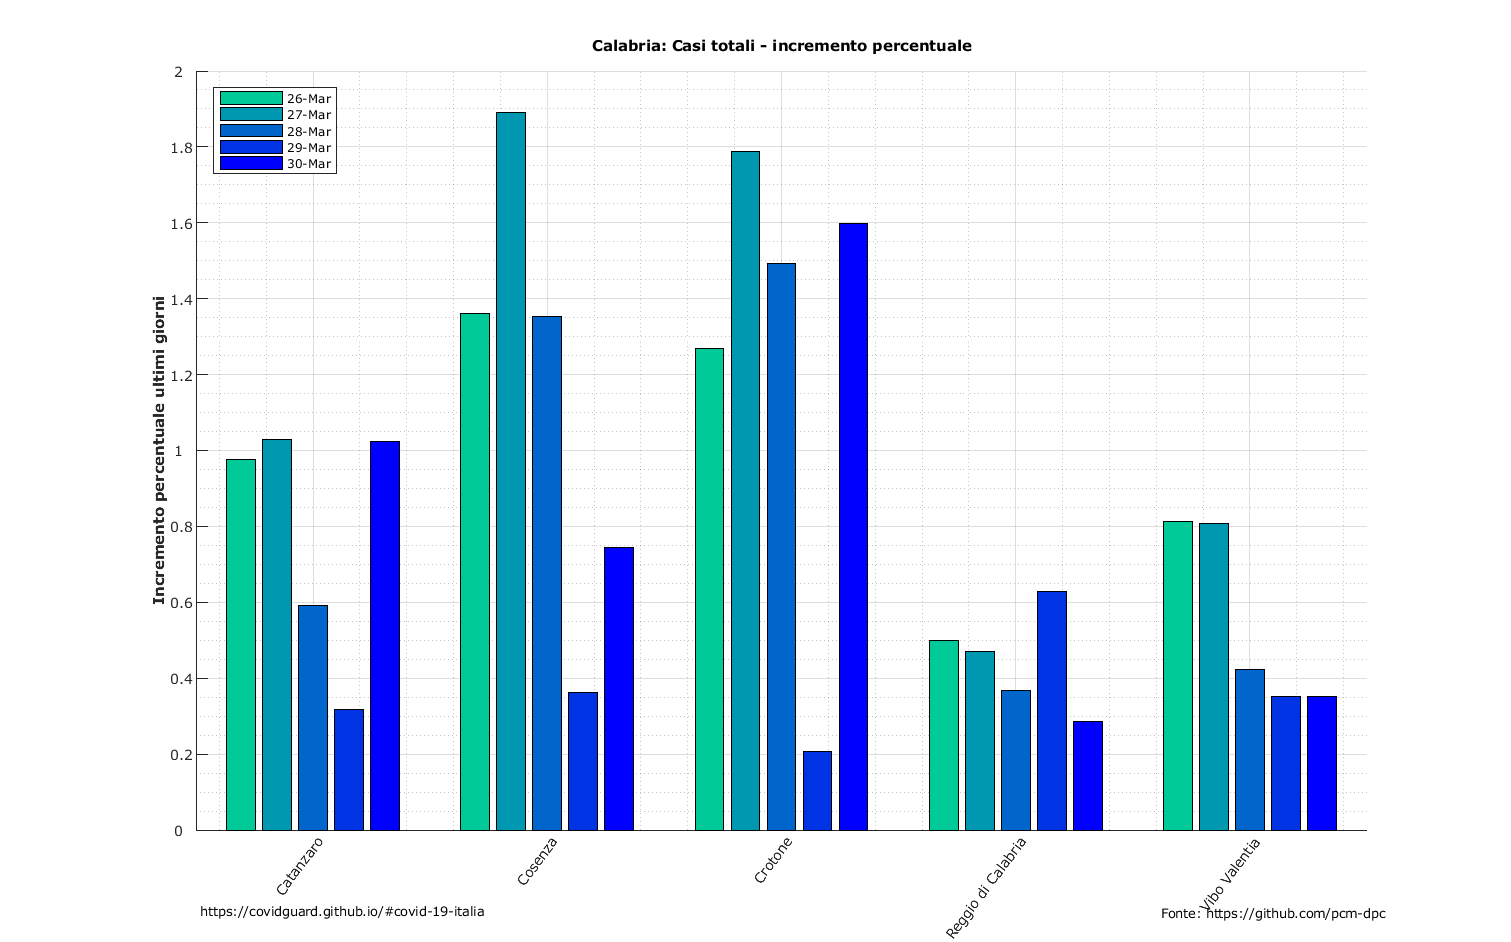 Calabria: Casi totali - incremento percentuale
2
1.8
1.6
1.4
1.2
1
0.8
0.6
0.4
0.2
0
Incremento percentuale ultimi giorni
26-Mar
27-Mar
28-Mar
29-Mar
30-Mar
Catanzaro
Cosenza
Crotone
Reggio di Calabria
Vibo Valentia
https://covidguard.github.io/#covid-19-italia
Fonte: https://github.com/pcm-dpc